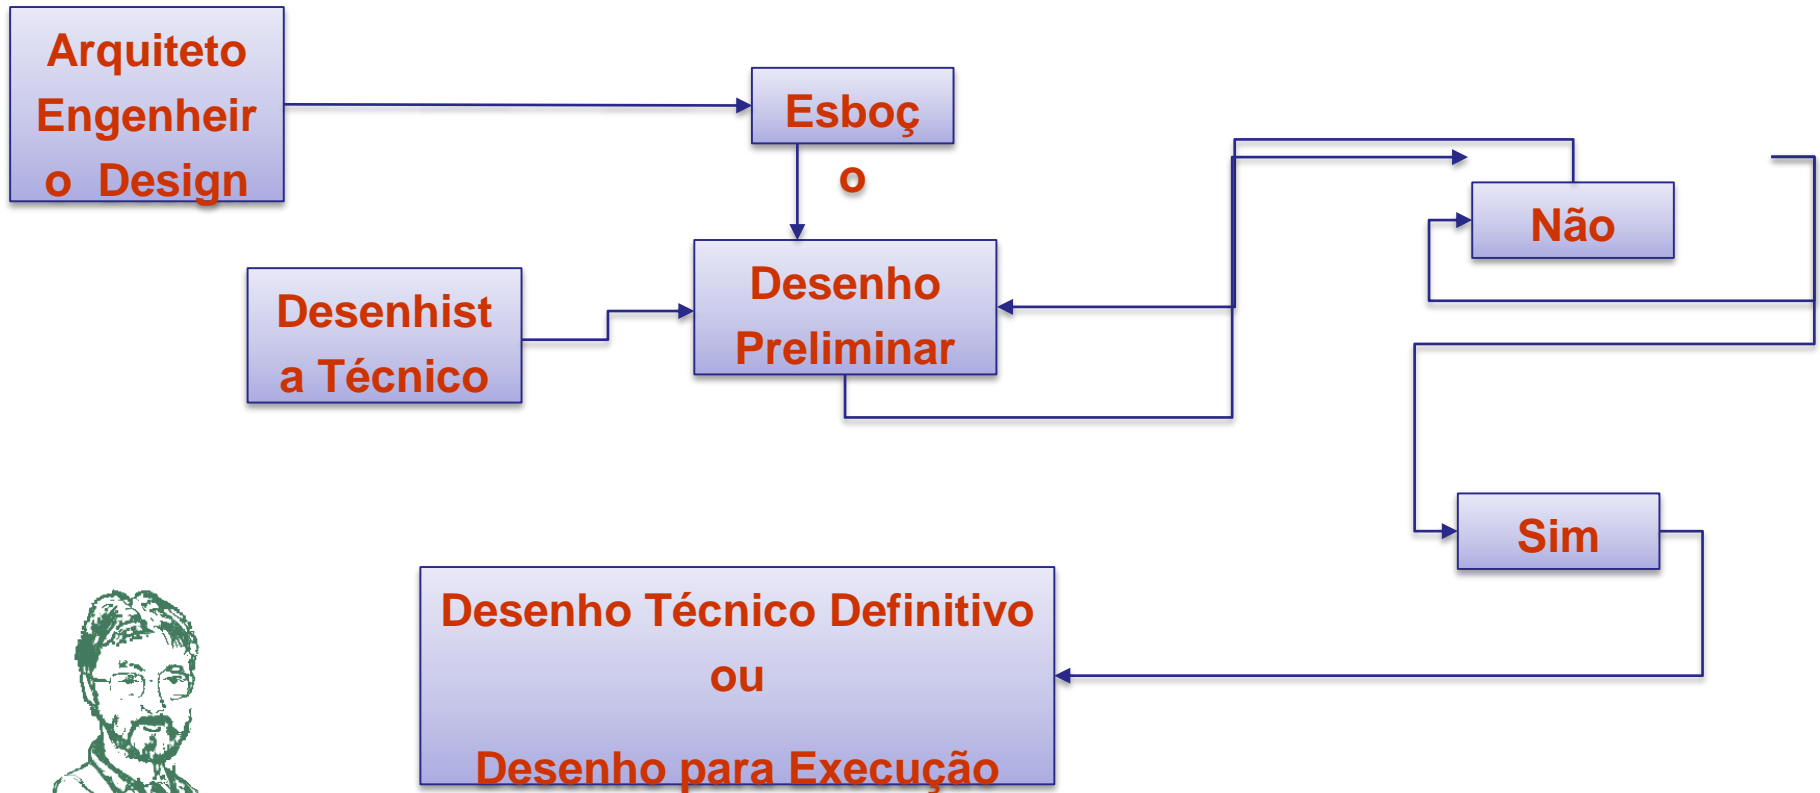 Arquiteto
Engenheir
o Design
Esboç
o
Não
Desenhist
a Técnico
Desenho
Preliminar
Sim
Desenho Técnico Definitivo
ou
Desenho para Execução